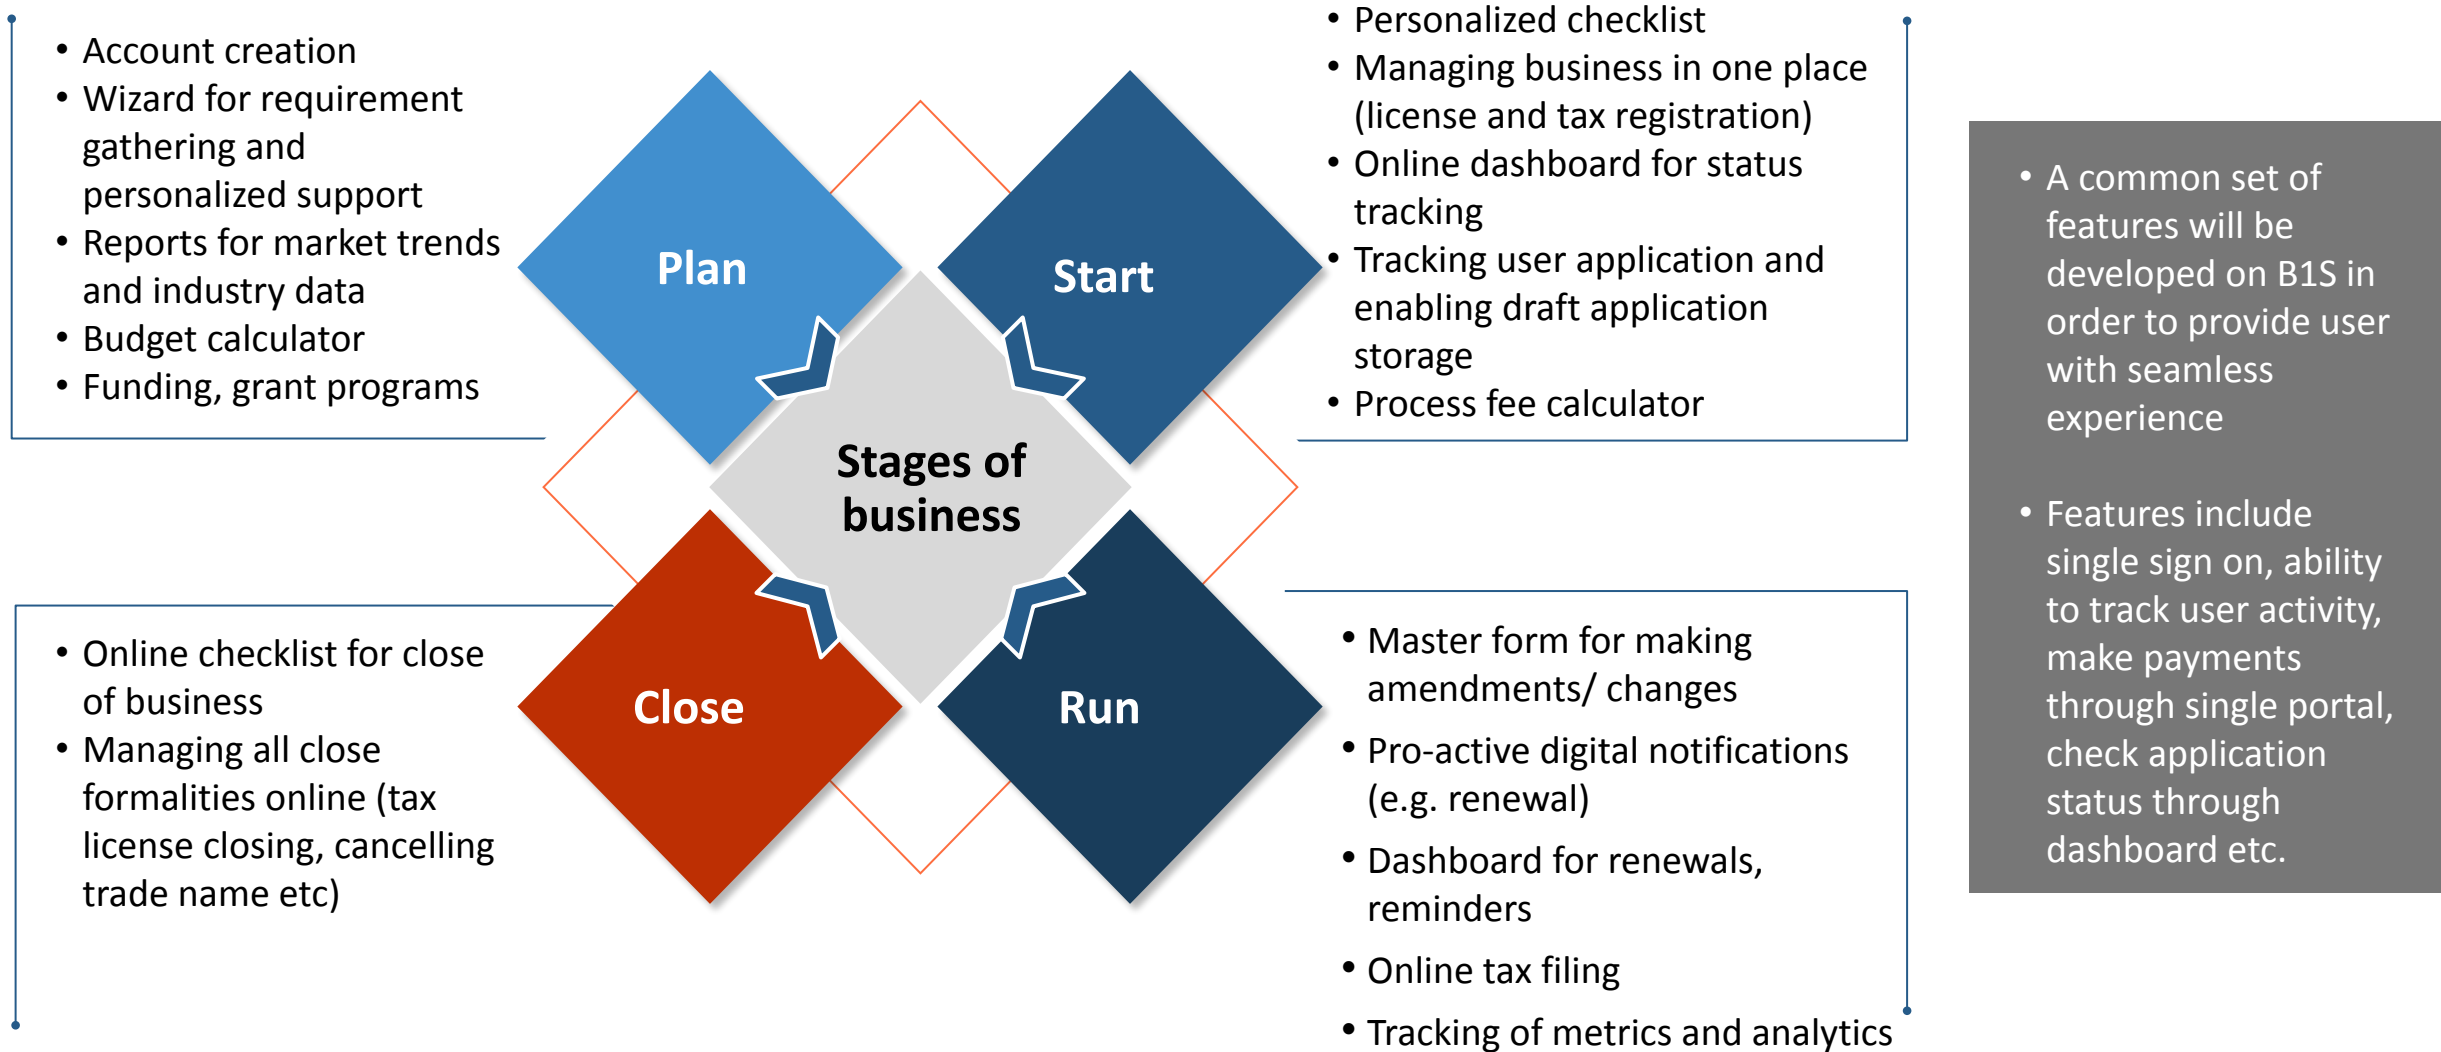 • Account creation
• Wizard for requirement
gathering and
personalized support
• Reports for market trends
and industry data
• Budget calculator
• Funding, grant programs
Plan
Start
• Personalized checklist
• Managing business in one place
(license and tax registration)
• Online dashboard for status
tracking
• Tracking user application and
enabling draft application
storage
• Process fee calculator
Stages of
business
• Online checklist for close
of business
• Managing all close
formalities online (tax
license closing, cancelling
trade name etc)
Close
Run
• Master form for making
amendments/ changes
• Pro-active digital notifications
(e.g. renewal)
• Dashboard for renewals,
reminders
• Online tax filing
• Tracking of metrics and analytics
• A common set of
features will be
developed on B1S in
order to provide user
with seamless
experience
• Features include
single sign on, ability
to track user activity,
make payments
through single portal,
check application
status through
dashboard etc.